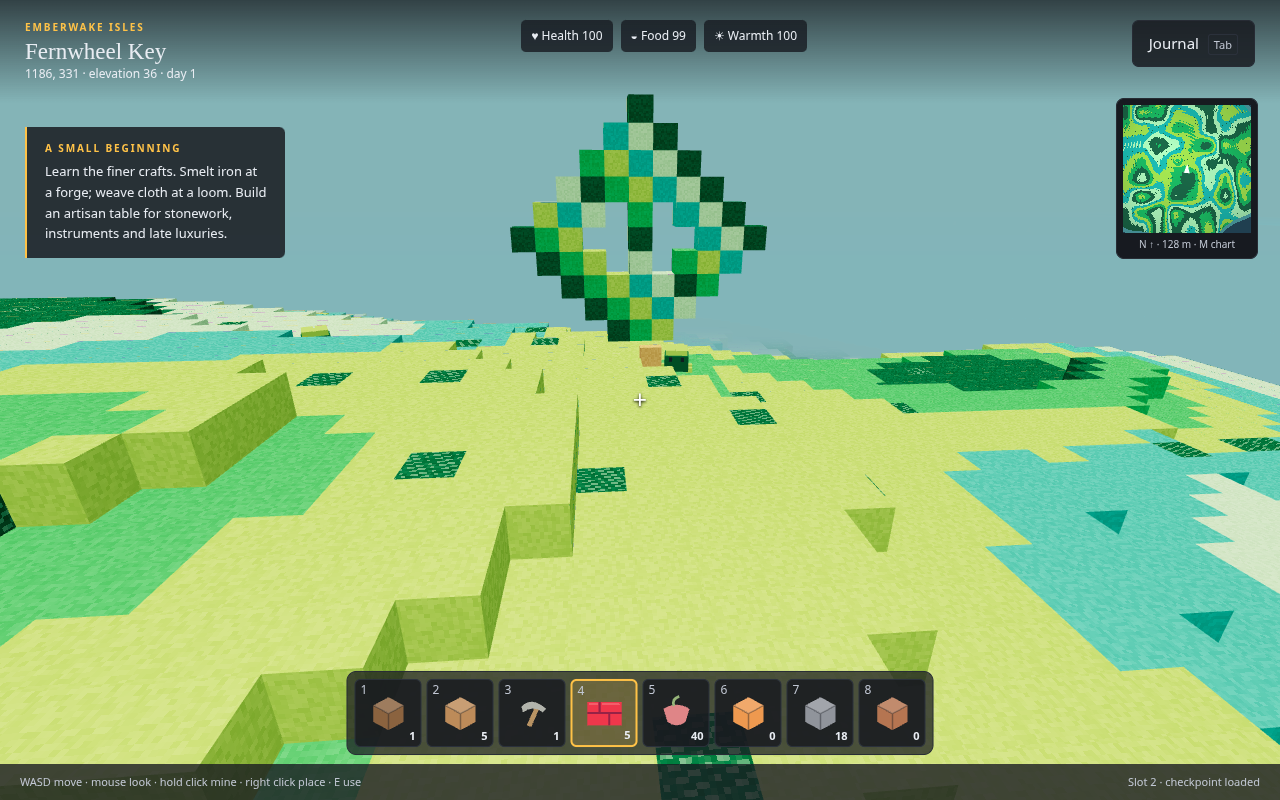 EMBERWAKE ISLES
Fernwheel Key
1186, 331 · elevation 36 · day 1
♥ Health 100
Food 99
☀ Warmth 100
Journal Tab
N ↑ · 128 m · M chart
A SMALL BEGINNING
Learn the finer crafts. Smelt iron at
a forge; weave cloth at a loom. Build
an artisan table for stonework,
instruments and late luxuries.
1 2 3 4 5 6 7 8
1 5 1 5 40 0 18 0
WASD move · mouse look · hold click mine · right click place · E use
Slot 2 · checkpoint loaded